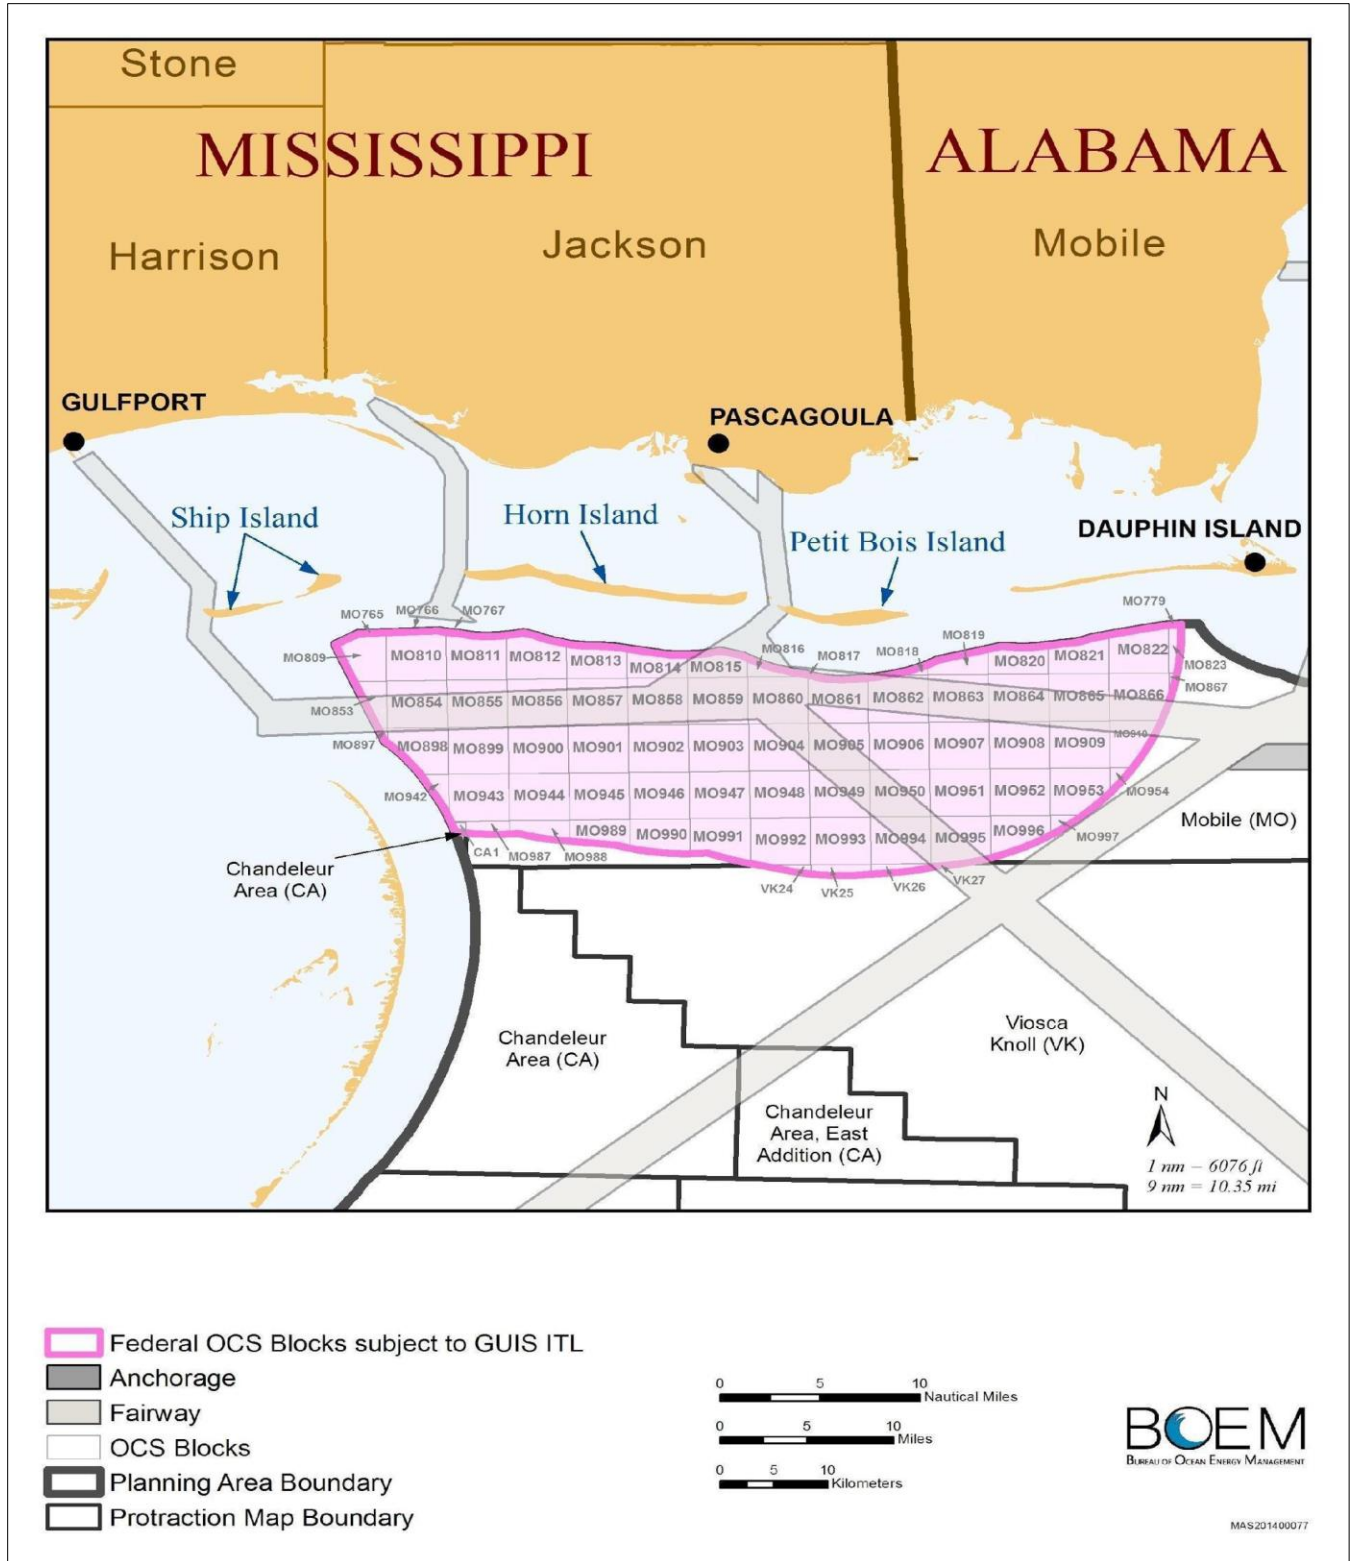 Stone
MISSISSIPPI
ALABAMA
Harrison
Jackson
Mobile
GULFPORT
PASCAGOULA
Ship Island
Horn Island
Petit Bois Island
DAUPHIN ISLAND
MO765
MO766
MO767
MO779
MO809
MO810
MO811
MO812
MO813
MO814
MO815
MO816
MO817
MO818
MO819
MO820
MO821
MO822
MO823
MO853
MO854
MO855
MO856
MO857
MO858
MO859
MO860
MO861
MO862
MO863
MO864
MO865
MO866
MO867
MO897
MO898
MO899
MO900
MO901
MO902
MO903
MO904
MO905
MO906
MO907
MO908
MO909
MO910
MO942
MO943
MO944
MO945
MO946
MO947
MO948
MO949
MO950
MO951
MO952
MO953
MO954
CA1
MO987
MO988
MO989
MO990
MO991
MO992
MO993
MO994
MO995
MO996
MO997
Mobile (MO)
VK24
VK25
VK26
VK27
Chandeleur
Area (CA)
Chandeleur
Area (CA)
Viosca
Knoll (VK)
Chandeleur
Area, East
Addition (CA)
N
1 nm = 6076 ft
9 nm = 10.35 mi
Federal OCS Blocks subject to GUIS ITL
Anchorage
Fairway
OCS Blocks
Planning Area Boundary
Protraction Map Boundary
0 5 10
Nautical Miles
0 5 10
Miles
0 5 10
Kilometers
BOEM
BUREAU OF OCEAN ENERGY MANAGEMENT
MAS201400077